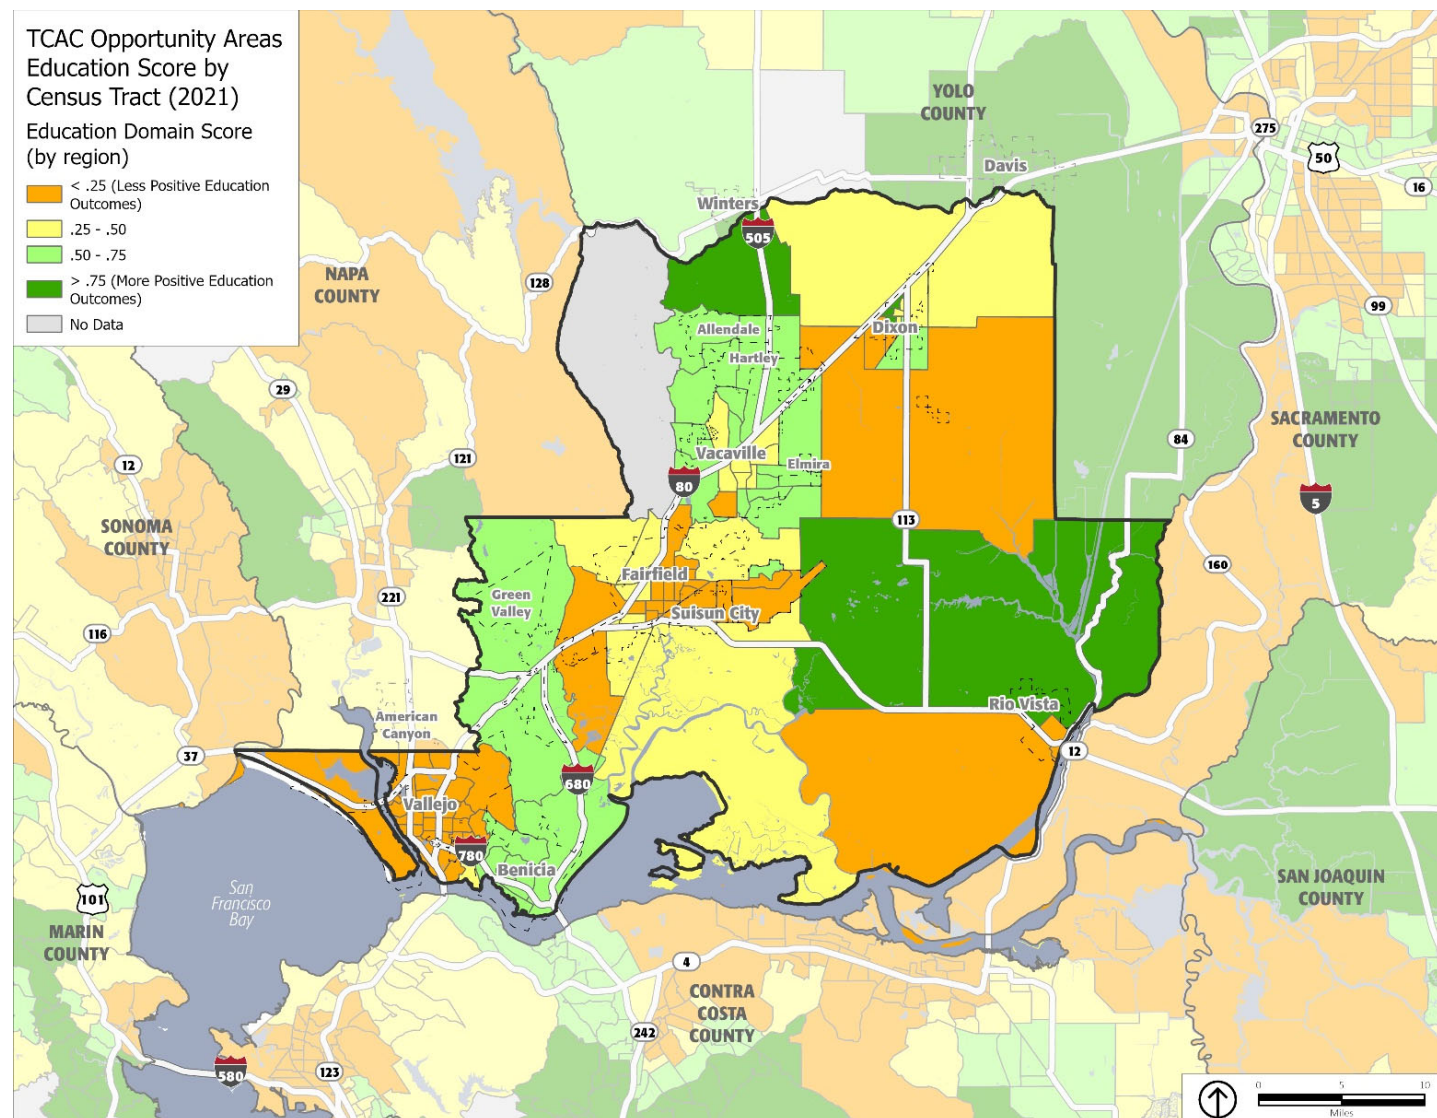 TCAC Opportunity Areas
Education Score by
Census Tract (2021)
Education Domain Score
(by region)
< .25 (Less Positive Education
Outcomes)
.25 - .50
.50 - .75
> .75 (More Positive Education
Outcomes)
No Data
YOLO
COUNTY
275
50
Davis
16
Winters
505
NAPA
COUNTY
128
99
Allendale
Dixon
Hartley
29
SACRAMENTO
COUNTY
84
12
121
Vacaville
Elmira
80
5
SONOMA
COUNTY
113
160
Fairfield
221
Green
Valley
Suisun City
116
Rio Vista
American
Canyon
37
12
680
Vallejo
780
Benicia
San
Francisco
Bay
101
SAN JOAQUIN
COUNTY
MARIN
COUNTY
4
CONTRA
COSTA
COUNTY
242
580
123
0 5 10
Miles